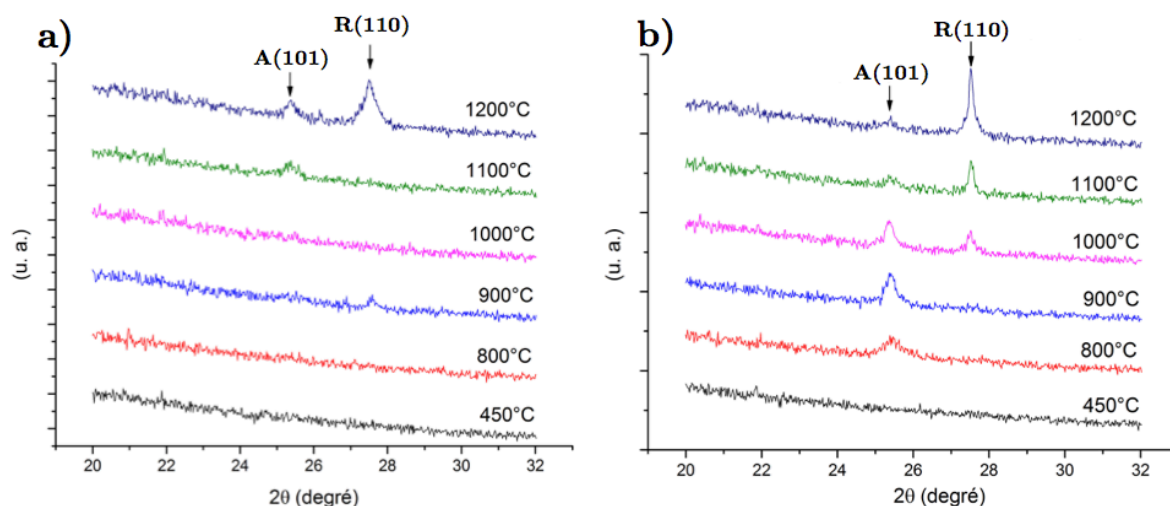 a)
A(101)
R(110)
1200°C
1100°C
1000°C
900°C
800°C
450°C
(u. a.)
20 22 24 26 28 30 32
2θ (degré)
b)
A(101)
R(110)
1200°C
1100°C
1000°C
900°C
800°C
450°C
(u. a.)
20 22 24 26 28 30 32
2θ (degré)